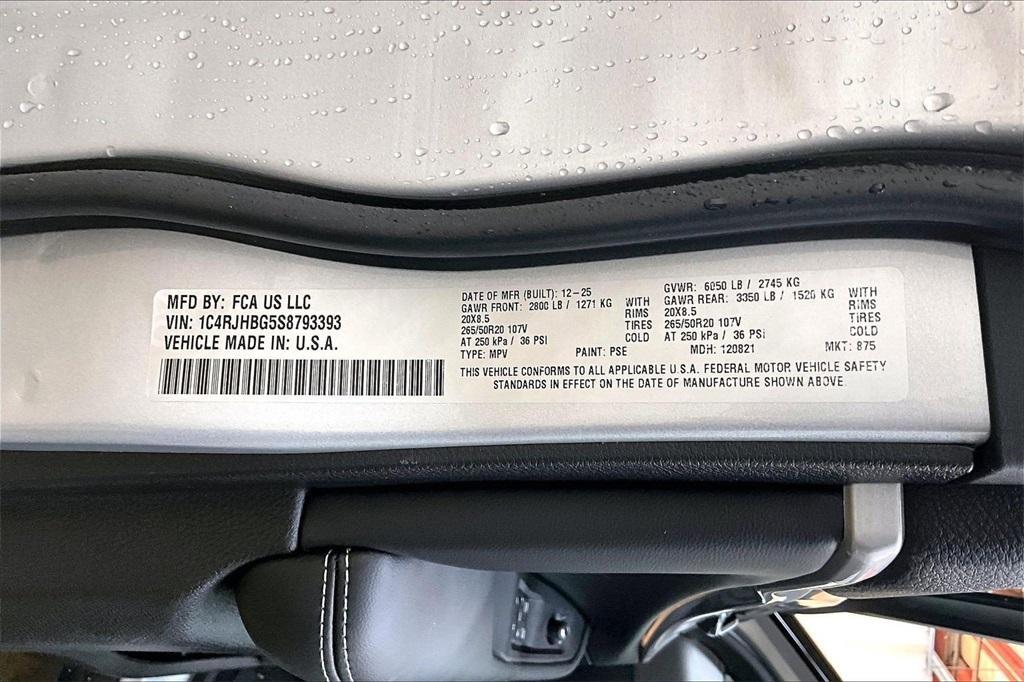 MFD BY: FCA US LLC
VIN: 1C4RJHBG5S8793393
VEHICLE MADE IN: U.S.A.
DATE OF MFR (BUILT): 12-25
GAWR FRONT: 2800 LB / 1271 KG WITH
20X8.5 RIMS
265/50R20 107V TIRES
AT 250 kPa / 36 PSI COLD
TYPE: MPV PAINT: PSE
GVWR: 6050 LB / 2745 KG
GAWR REAR: 3350 LB / 1520 KG WITH
20X8.5 RIMS
265/50R20 107V TIRES
AT 250 kPa / 36 PSI COLD
MDH: 120821 MKT: 875
THIS VEHICLE CONFORMS TO ALL APPLICABLE U.S.A. FEDERAL MOTOR VEHICLE SAFETY
STANDARDS IN EFFECT ON THE DATE OF MANUFACTURE SHOWN ABOVE